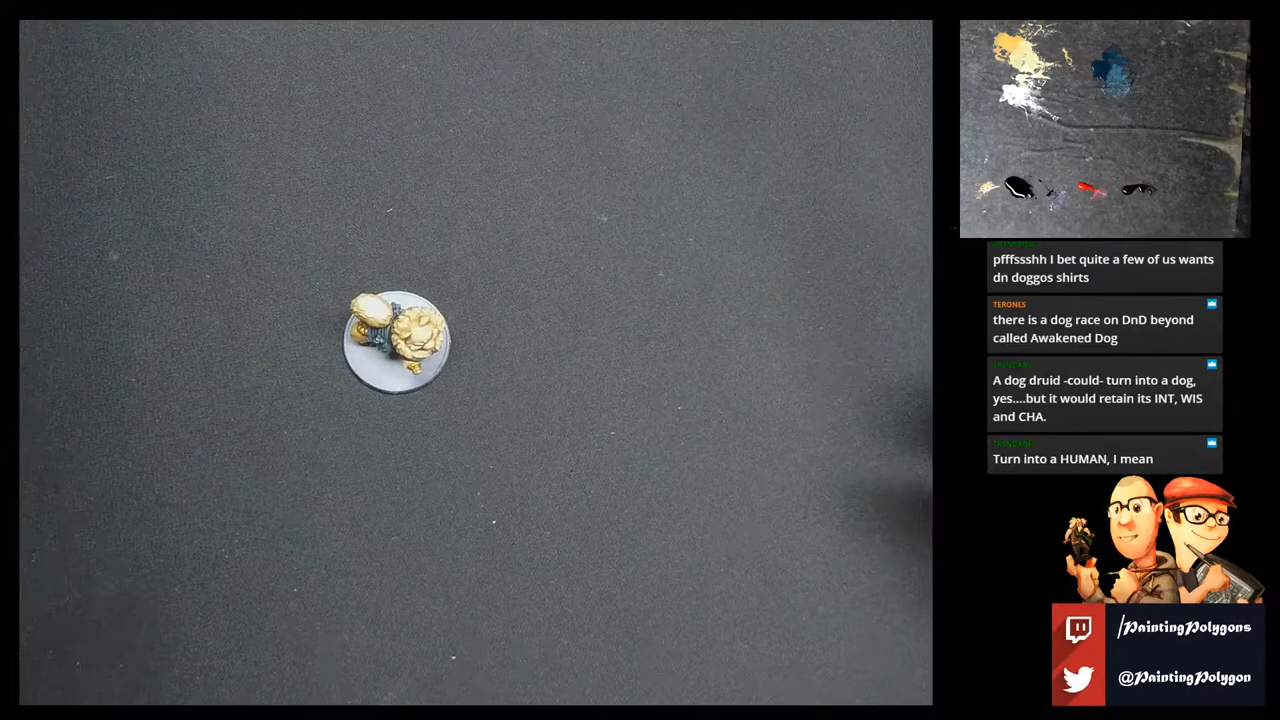 pfffssshh I bet quite a few of us wants
dn doggos shirts
TERONES
there is a dog race on DnD beyond
called Awakened Dog
A dog druid -could- turn into a dog,
yes....but it would retain its INT, WIS
and CHA.
Turn into a HUMAN, I mean
/PaintingPolygons
@PaintingPolygon